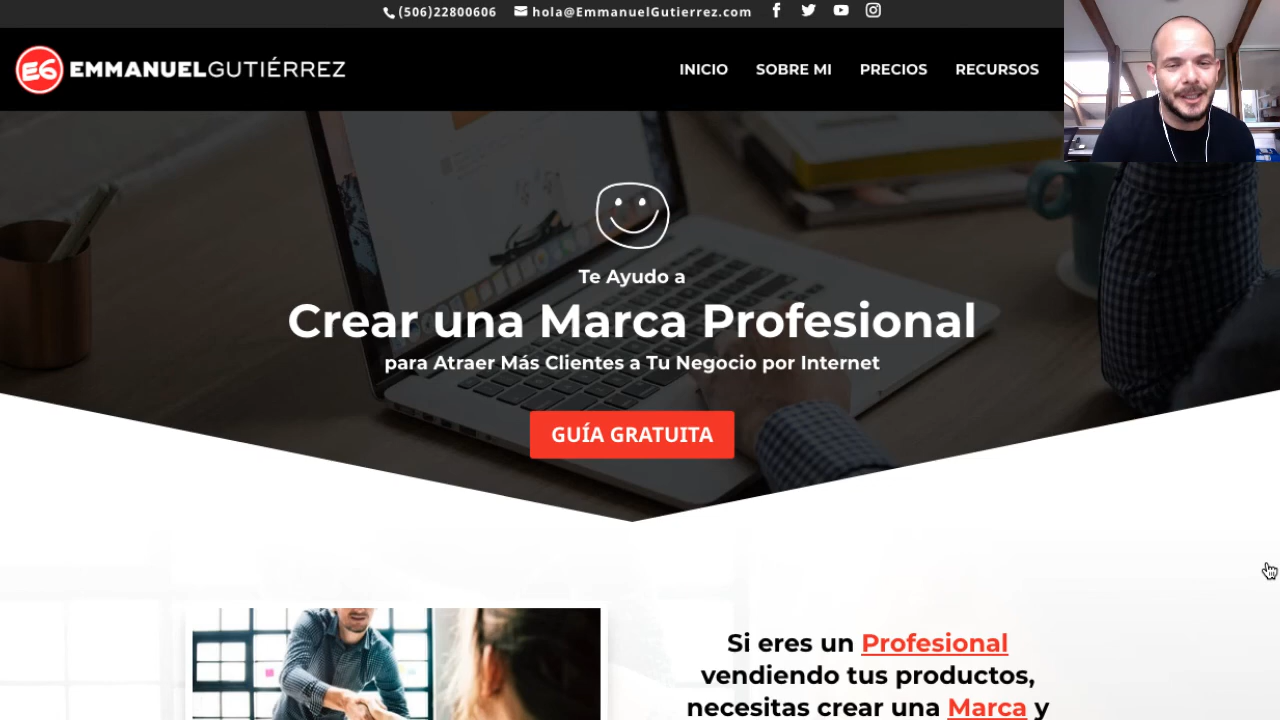 (506)22800606 hola@EmmanuelGutierrez.com
E6 EMMANUELGUTIÉRREZ
INICIO SOBRE MI PRECIOS RECURSOS
Te Ayudo a
Crear una Marca Profesional
para Atraer Más Clientes a Tu Negocio por Internet
GUÍA GRATUITA
Si eres un Profesional
vendiendo tus productos,
necesitas crear una Marca y